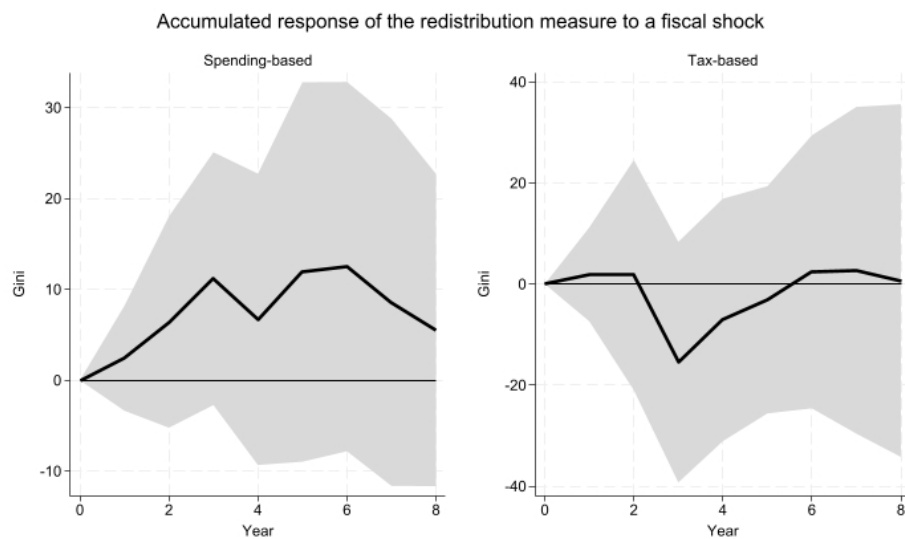 Accumulated response of the redistribution measure to a fiscal shock
Spending-based
30
20
10
0
-10
Gini
0 2 4 6 8
Year
Tax-based
40
20
0
-20
-40
Gini
0 2 4 6 8
Year